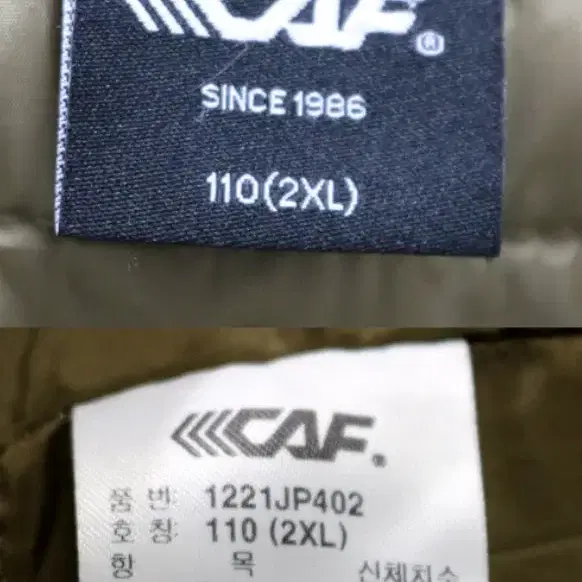 CAF®
SINCE 1986
110(2XL)
CAF®
품 번: 1221JP402
호 칭: 110 (2XL)
항 목 신체치수